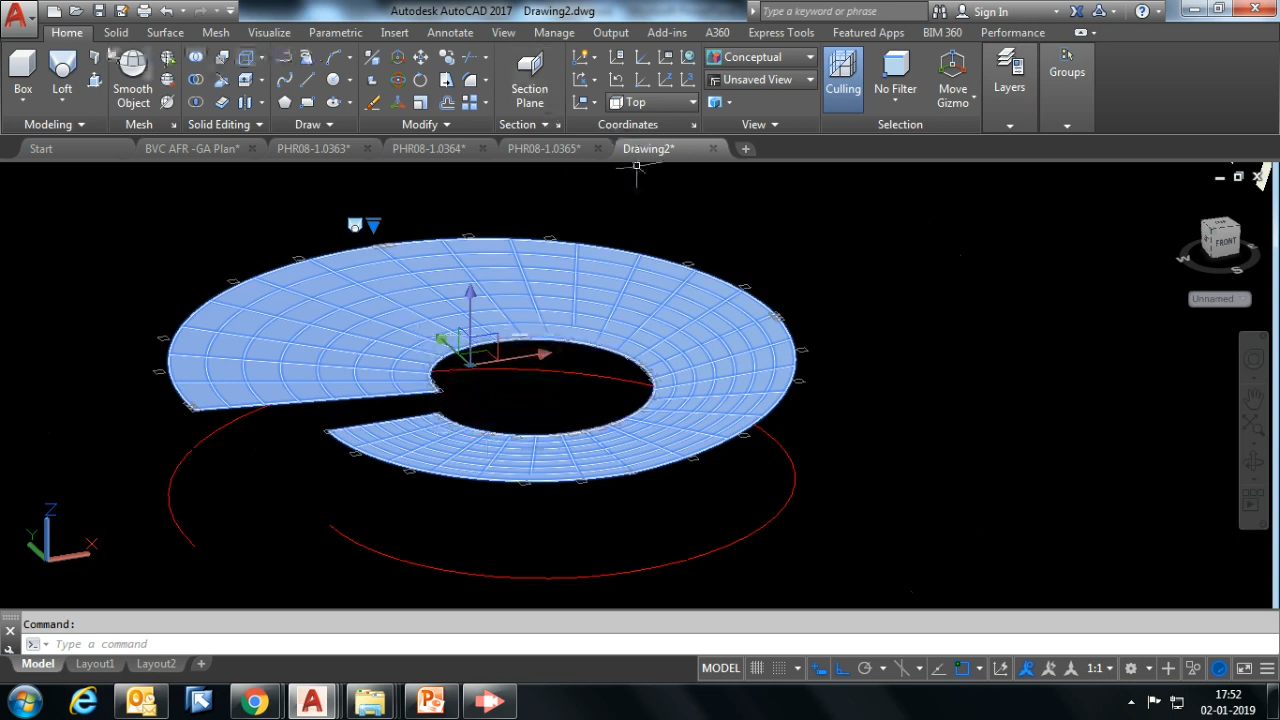 Autodesk AutoCAD 2017 Drawing2.dwg
Type a keyword or phrase
Sign In
Home Solid Surface Mesh Visualize Parametric Insert Annotate View Manage Output Add-ins A360 Express Tools Featured Apps BIM 360 Performance
Box
Loft
Smooth
Object
Section
Plane
Top
Conceptual
Unsaved View
Culling
No Filter
Move
Gizmo
Layers
Groups
Modeling Mesh Solid Editing Draw Modify Section Coordinates View Selection
Start BVC AFR -GA Plan* PHR08-1.0363* PHR08-1.0364* PHR08-1.0365* Drawing2*
FRONT
W
S
Unnamed
Z
Y
X
Command:
Type a command
Model Layout1 Layout2
MODEL
1:1
17:52
02-01-2019